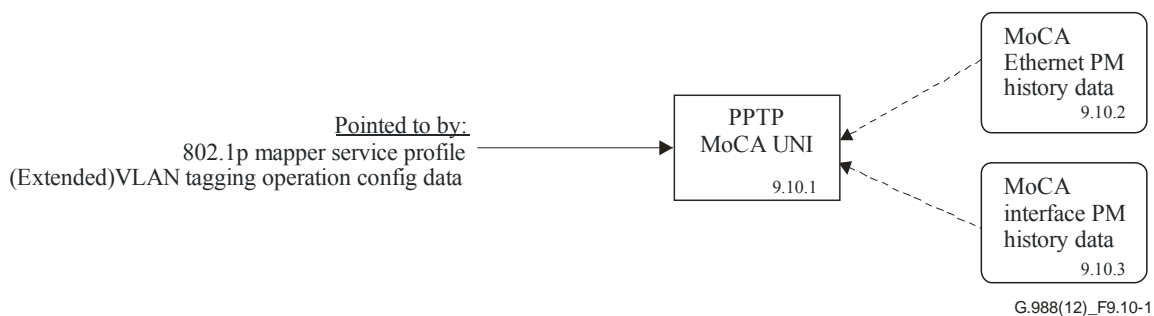 Pointed to by:
802.1p mapper service profile
(Extended)VLAN tagging operation config data
PPTP
MoCA UNI
9.10.1
MoCA
Ethernet PM
history data
9.10.2
MoCA
interface PM
history data
9.10.3
G.988(12)_F9.10-1